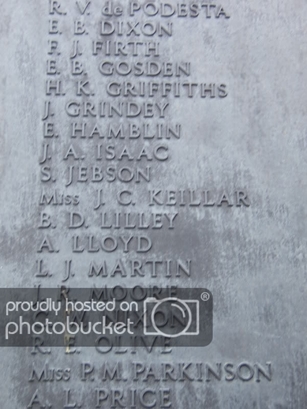 R. V. de PODESTA
E. B. DIXON
F. J. FIRTH
E. B. GOSDEN
H. K. GRIFFITHS
J. GRINDEY
E. HAMBLIN
J. A. ISAAC
S. JEBSON
Miss J. C. KEILLAR
B. D. LILLEY
A. LLOYD
L. J. MARTIN
J. R. MOORE
proudly hosted on
photobucket
R. E. OLIVE
Miss P. M. PARKINSON
A. L. PRICE